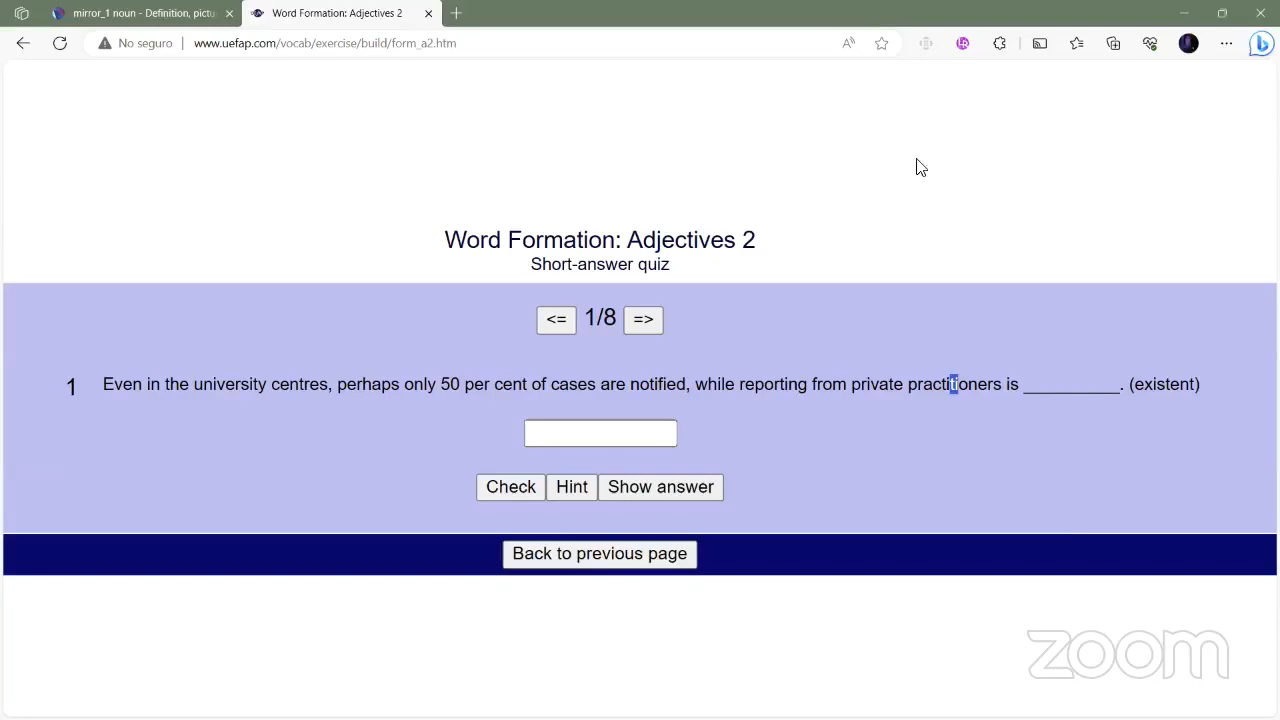 mirror_1 noun - Definition, pictu
Word Formation: Adjectives 2
No seguro
www.uefap.com/vocab/exercise/build/form_a2.htm
Word Formation: Adjectives 2
Short-answer quiz
<= 1/8 =>
1 Even in the university centres, perhaps only 50 per cent of cases are notified, while reporting from private practitioners is __________. (existent)
Check Hint Show answer
Back to previous page
zoom